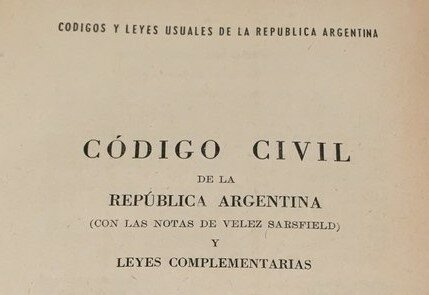 CODIGOS Y LEYES USUALES DE LA REPUBLICA ARGENTINA
CÓDIGO CIVIL
DE LA
REPÚBLICA ARGENTINA
(CON LAS NOTAS DE VELEZ SARSFIELD)
Y
LEYES COMPLEMENTARIAS